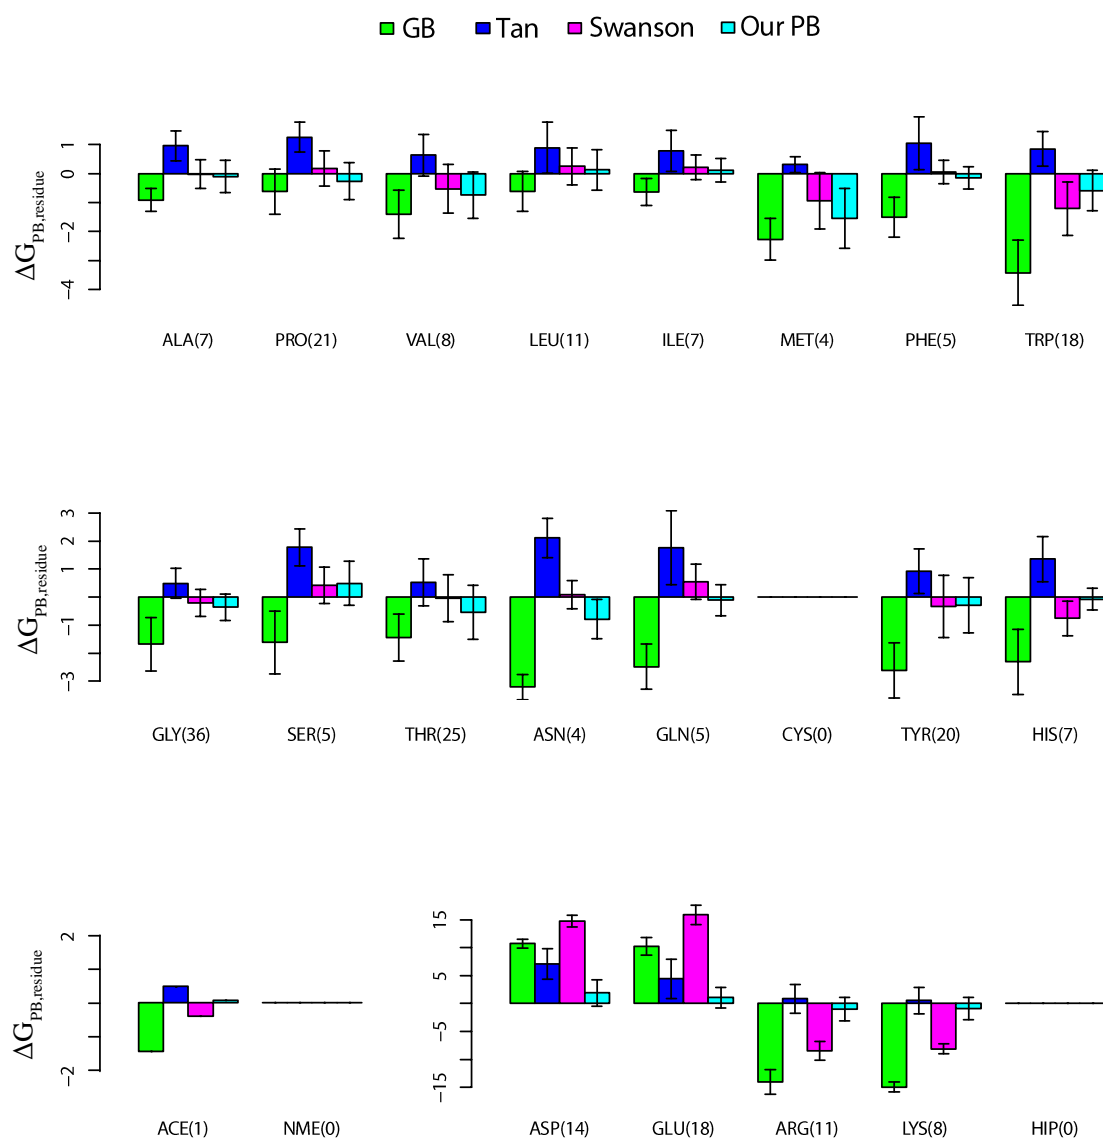 GB Tan Swanson Our PB
ΔG_PB,residue
1
0
−2
−4
ALA(7) PRO(21) VAL(8) LEU(11) ILE(7) MET(4) PHE(5) TRP(18)
ΔG_PB,residue
3
2
1
−1
−3
GLY(36) SER(5) THR(25) ASN(4) GLN(5) CYS(0) TYR(20) HIS(7)
ΔG_PB,residue
2
−2
15
5
−5
−15
ACE(1) NME(0) ASP(14) GLU(18) ARG(11) LYS(8) HIP(0)